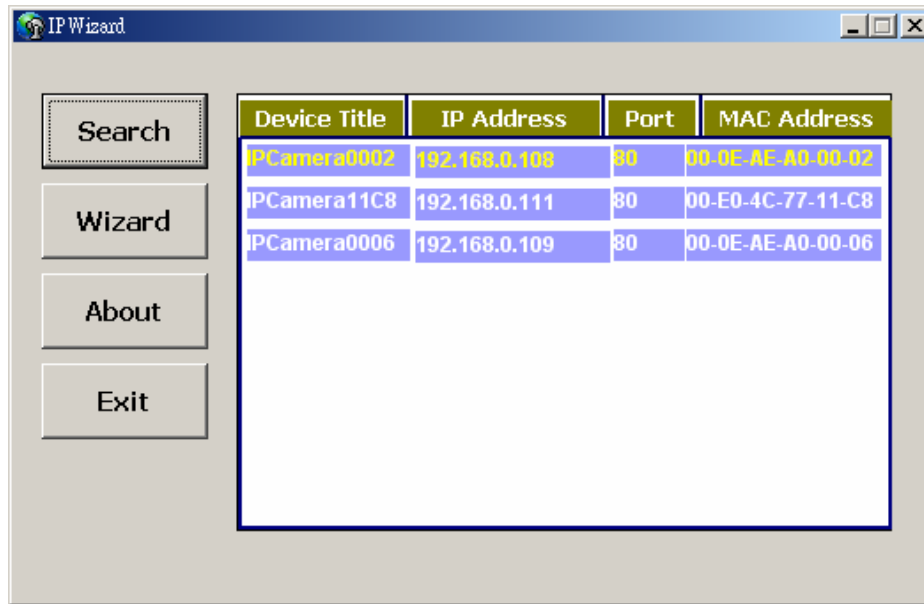 IP Wizard
Search
Wizard
About
Exit
Device Title IP Address Port MAC Address
IPCamera0002 192.168.0.108 80 00-0E-AE-A0-00-02
IPCamera11C8 192.168.0.111 80 00-E0-4C-77-11-C8
IPCamera0006 192.168.0.109 80 00-0E-AE-A0-00-06